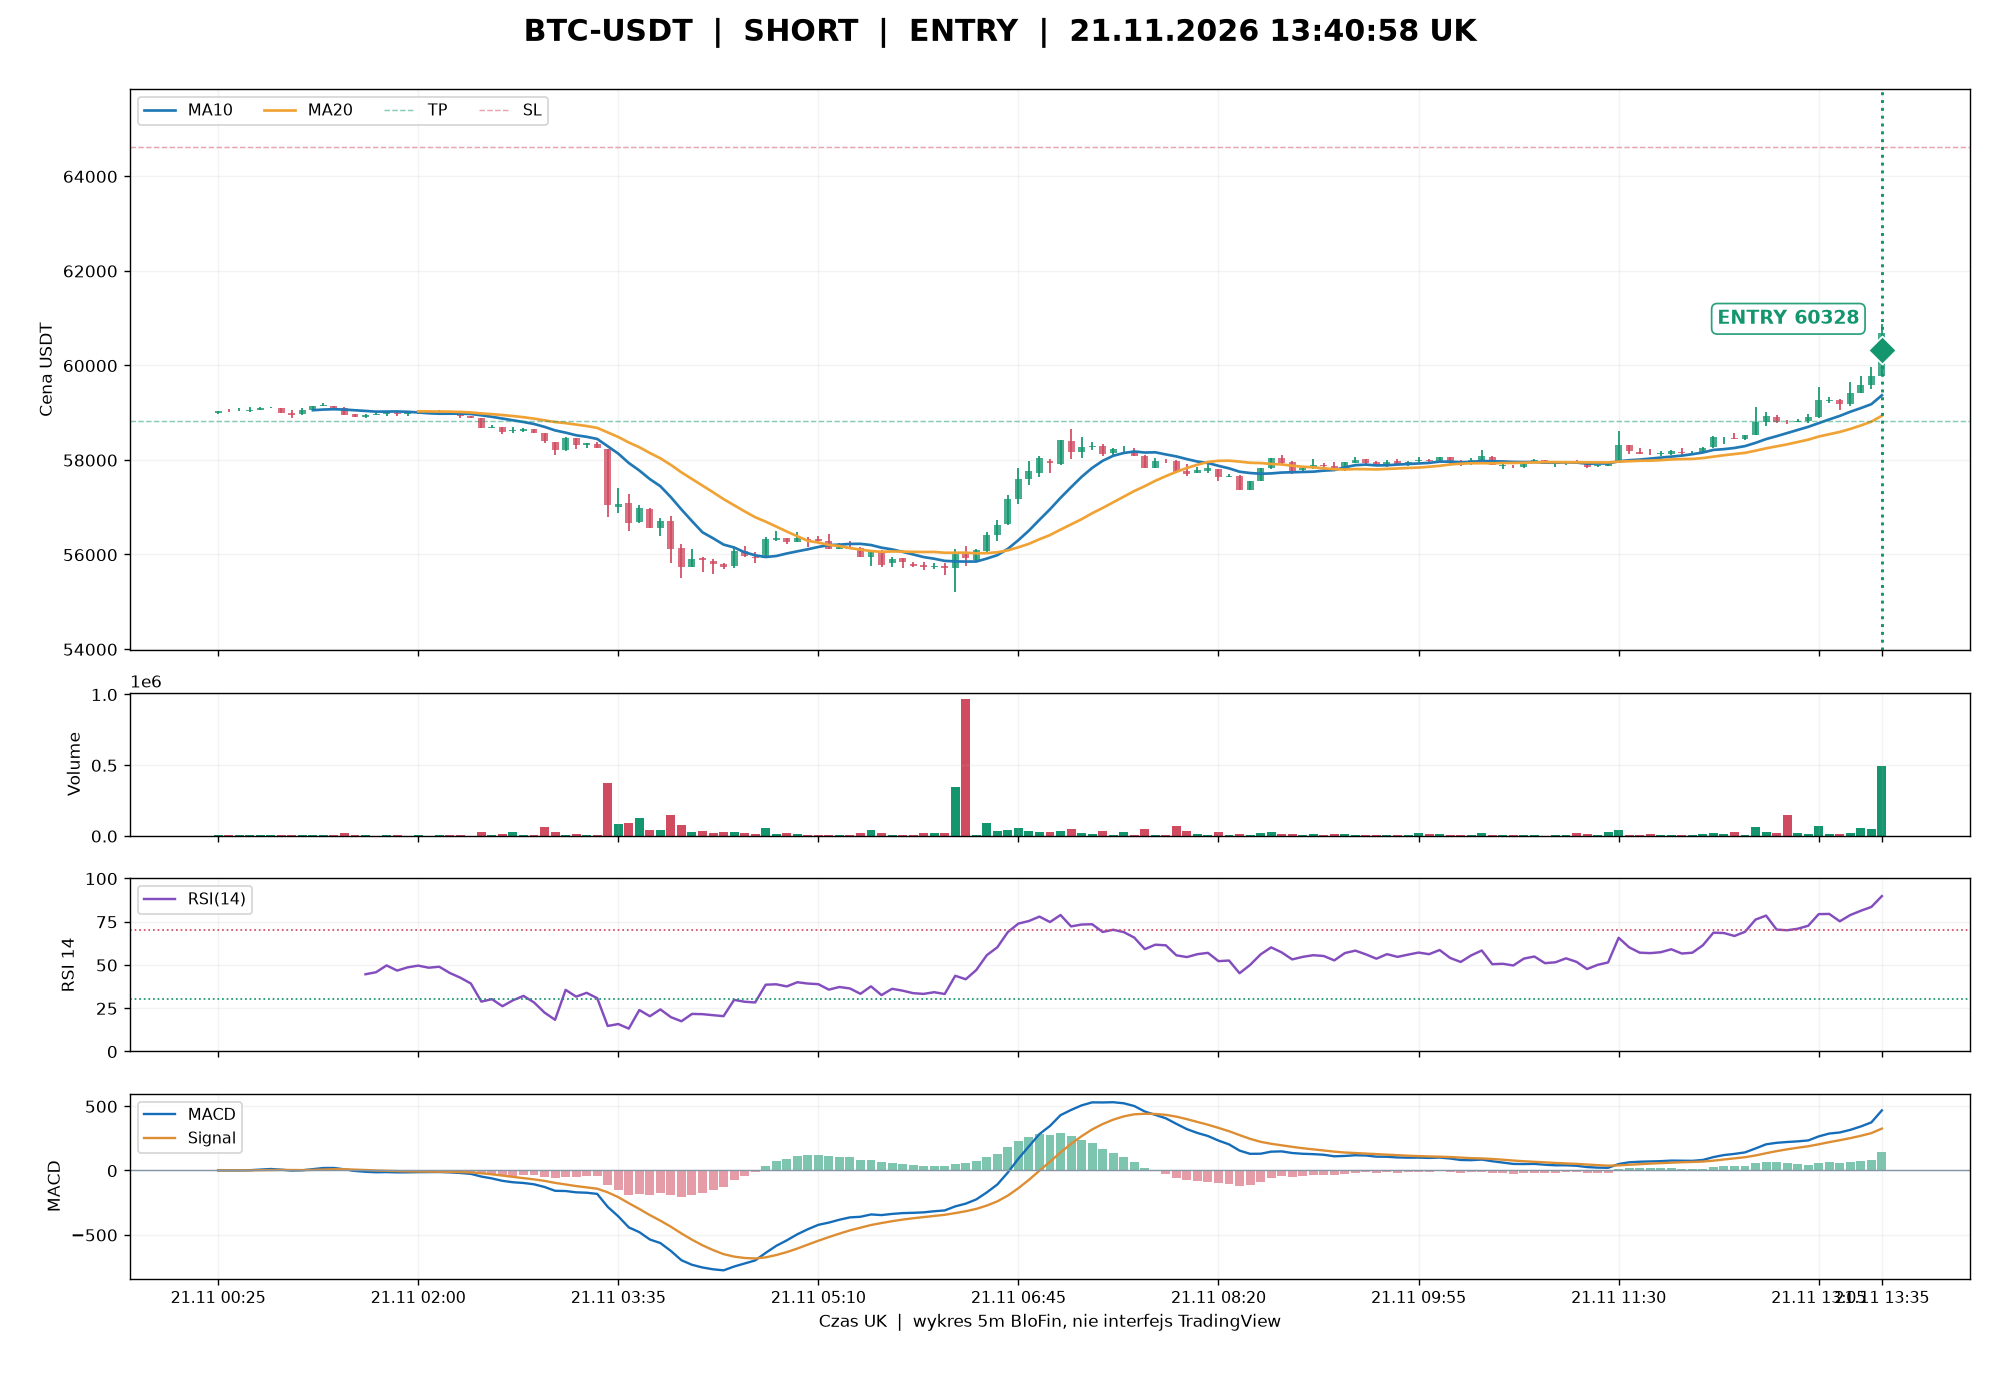 BTC-USDT | SHORT | ENTRY | 21.11.2026 13:40:58 UK
MA10 MA20 TP SL
Cena USDT
64000
62000
60000
58000
56000
54000
ENTRY 60328
1e6
Volume
1.0
0.5
0.0
RSI(14)
RSI 14
100
75
50
25
0
MACD
Signal
MACD
500
0
−500
21.11 00:25 21.11 02:00 21.11 03:35 21.11 05:10 21.11 06:45 21.11 08:20 21.11 09:55 21.11 11:30 21.11 13:05 21.11 13:35
Czas UK | wykres 5m BloFin, nie interfejs TradingView